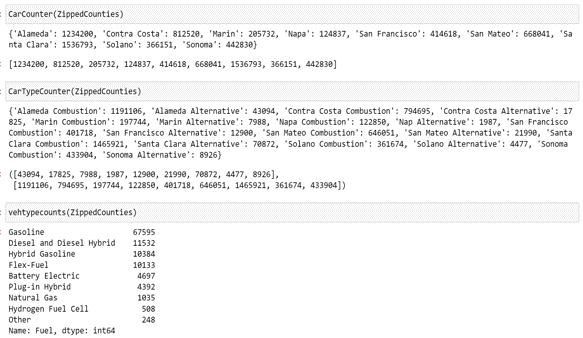 CarCounter(ZippedCounties)
{'Alameda': 1234200, 'Contra Costa': 812520, 'Marin': 205732, 'Napa': 124837, 'San Francisco': 414618, 'San Mateo': 668041, 'Sa
nta Clara': 1536793, 'Solano': 366151, 'Sonoma': 442830}
[1234200, 812520, 205732, 124837, 414618, 668041, 1536793, 366151, 442830]
CarTypeCounter(ZippedCounties)
{'Alameda Combustion': 1191106, 'Alameda Alternative': 43094, 'Contra Costa Combustion': 794695, 'Contra Costa Alternative': 17
825, 'Marin Combustion': 197744, 'Marin Alternative': 7988, 'Napa Combustion': 122850, 'Nap Alternative': 1987, 'San Francisco
Combustion': 401718, 'San Francisco Alternative': 12900, 'San Mateo Combustion': 646051, 'San Mateo Alternative': 21990, 'Santa
Clara Combustion': 1465921, 'Santa Clara Alternative': 70872, 'Solano Combustion': 361674, 'Solano Alternative': 4477, 'Sonoma
Combustion': 433904, 'Sonoma Alternative': 8926}
([43094, 17825, 7988, 1987, 12900, 21990, 70872, 4477, 8926],
[1191106, 794695, 197744, 122850, 401718, 646051, 1465921, 361674, 433904])
vehtypecounts(ZippedCounties)
Gasoline 67595
Diesel and Diesel Hybrid 11532
Hybrid Gasoline 10384
Flex-Fuel 10133
Battery Electric 4697
Plug-in Hybrid 4392
Natural Gas 1035
Hydrogen Fuel Cell 508
Other 248
Name: Fuel, dtype: int64